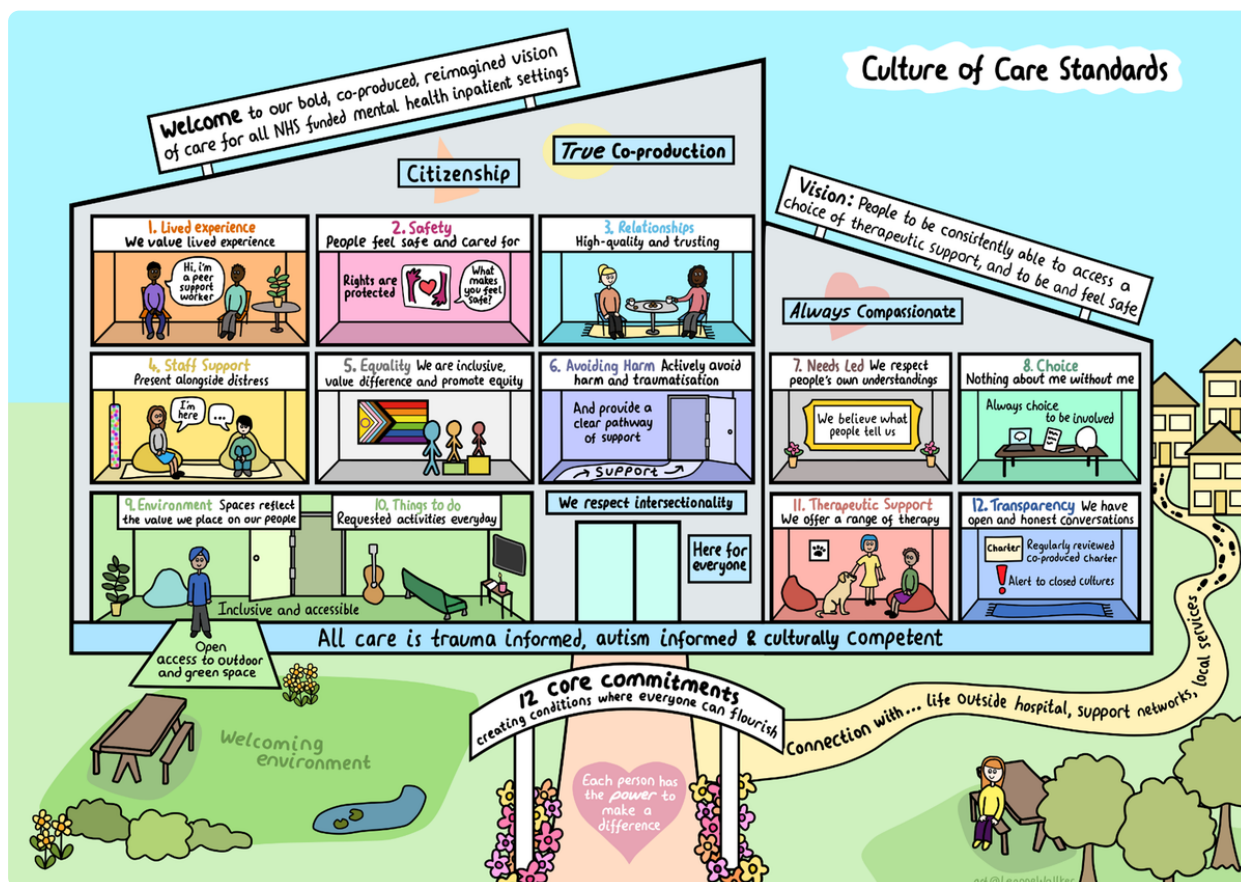 Culture of Care Standards
Welcome to our bold, co-produced, reimagined vision
of care for all NHS funded mental health inpatient settings
True Co-production
Citizenship
Vision: People to be consistently able to access a
choice of therapeutic support, and to be and feel safe
Always Compassionate
1. Lived experience
We value lived experience
Hi, i'm
a peer
support
worker
2. Safety
People feel safe and cared for
Rights are
protected
What
makes
you feel
safe?
3. Relationships
High-quality and trusting
4. Staff Support
Present alongside distress
I'm
here
...
5. Equality We are inclusive,
value difference and promote equity
6. Avoiding Harm Actively avoid
harm and traumatisation
And provide a
clear pathway
of support
SUPPORT
7. Needs Led We respect
people's own understandings
We believe what
people tell us
8. Choice
Nothing about me without me
Always choice
to be involved
9. Environment Spaces reflect
the value we place on our people
10. Things to do
Requested activities everyday
Inclusive and accessible
We respect intersectionality
Here for
everyone
11. Therapeutic Support
We offer a range of therapy
12. Transparency We have
open and honest conversations
Charter
Regularly reviewed
co-produced charter
! Alert to closed cultures
All care is trauma informed, autism informed & culturally competent
Open
access to outdoor
and green space
12 core commitments
creating conditions where everyone can flourish
Connection with... life outside hospital, support networks, local services...
Welcoming
environment
Each person has
the power to
make a
difference